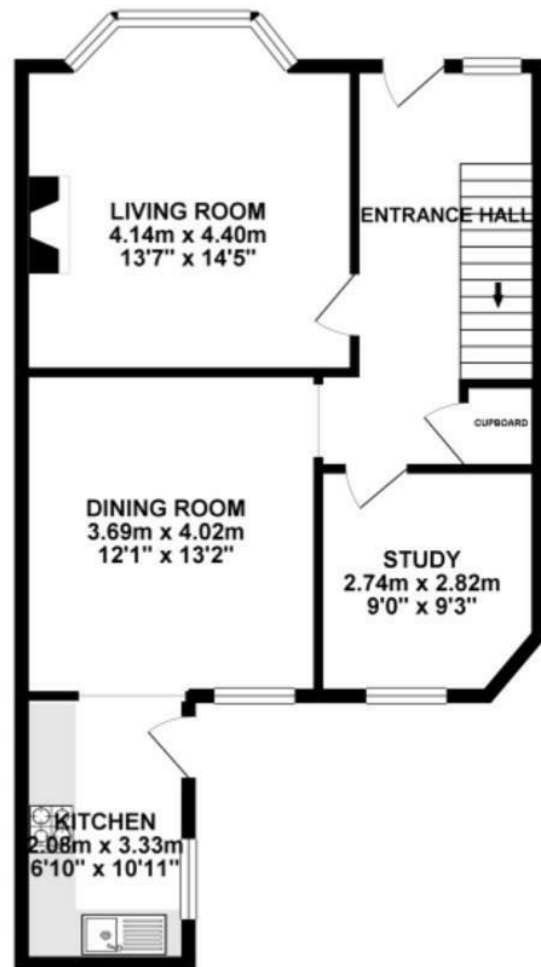 LIVING ROOM
4.14m x 4.40m
13'7" x 14'5"
ENTRANCE HALL
CUPBOARD
DINING ROOM
3.69m x 4.02m
12'1" x 13'2"
STUDY
2.74m x 2.82m
9'0" x 9'3"
KITCHEN
2.08m x 3.33m
6'10" x 10'11"